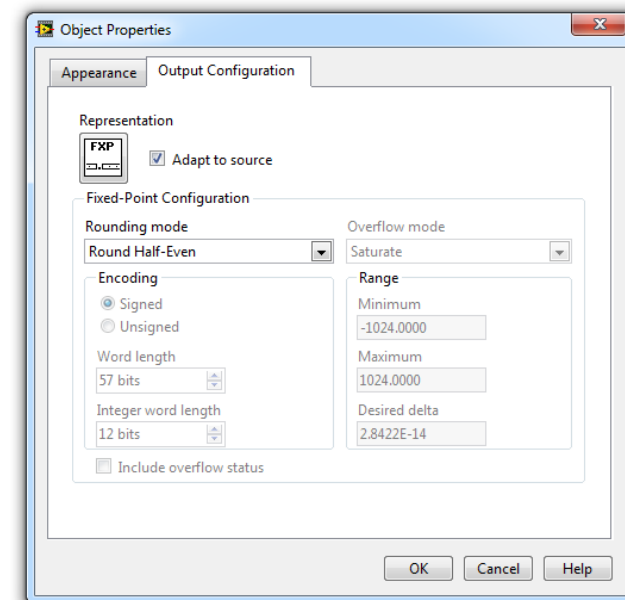 Object Properties
Appearance
Output Configuration
Representation
FXP
Adapt to source
Fixed-Point Configuration
Rounding mode
Overflow mode
Round Half-Even
Saturate
Encoding
Range
Signed
Minimum
Unsigned
-1024.0000
Word length
Maximum
57 bits
1024.0000
Integer word length
Desired delta
12 bits
2.8422E-14
Include overflow status
OK
Cancel
Help